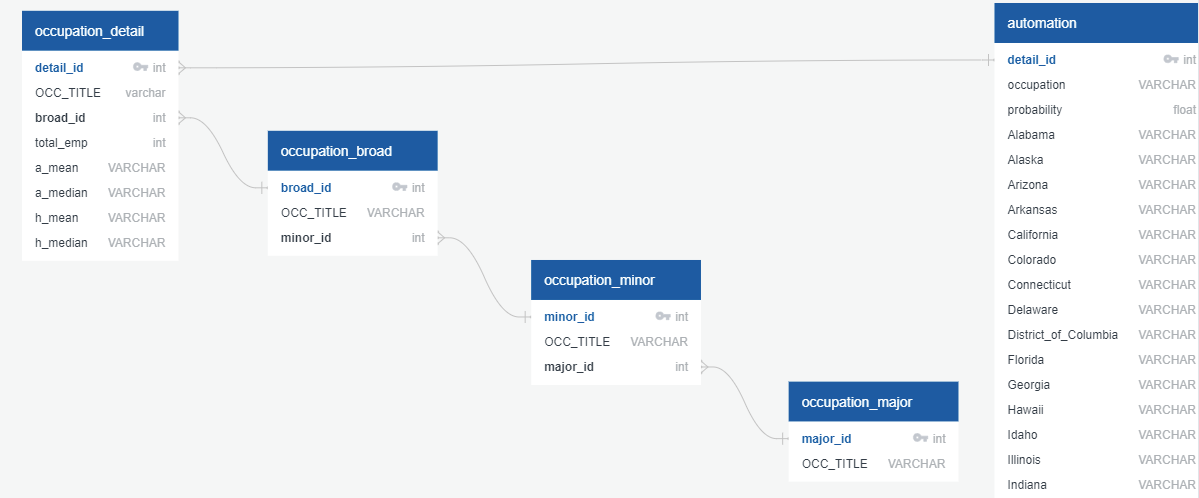 occupation_detail
detail_id int
OCC_TITLE varchar
broad_id int
total_emp int
a_mean VARCHAR
a_median VARCHAR
h_mean VARCHAR
h_median VARCHAR
occupation_broad
broad_id int
OCC_TITLE VARCHAR
minor_id int
occupation_minor
minor_id int
OCC_TITLE VARCHAR
major_id int
occupation_major
major_id int
OCC_TITLE VARCHAR
automation
detail_id int
occupation VARCHAR
probability float
Alabama VARCHAR
Alaska VARCHAR
Arizona VARCHAR
Arkansas VARCHAR
California VARCHAR
Colorado VARCHAR
Connecticut VARCHAR
Delaware VARCHAR
District_of_Columbia VARCHAR
Florida VARCHAR
Georgia VARCHAR
Hawaii VARCHAR
Idaho VARCHAR
Illinois VARCHAR
Indiana VARCHAR